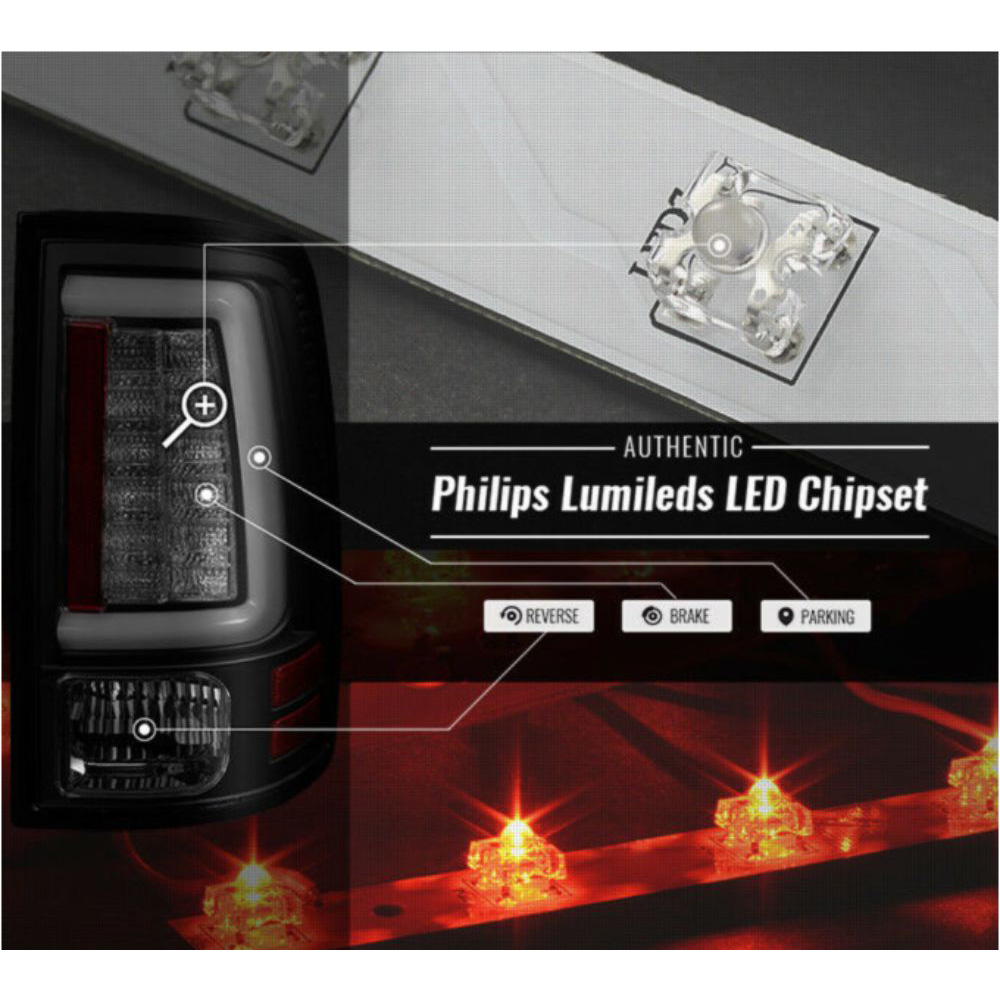 AUTHENTIC
Philips Lumileds LED Chipset
REVERSE
BRAKE
PARKING